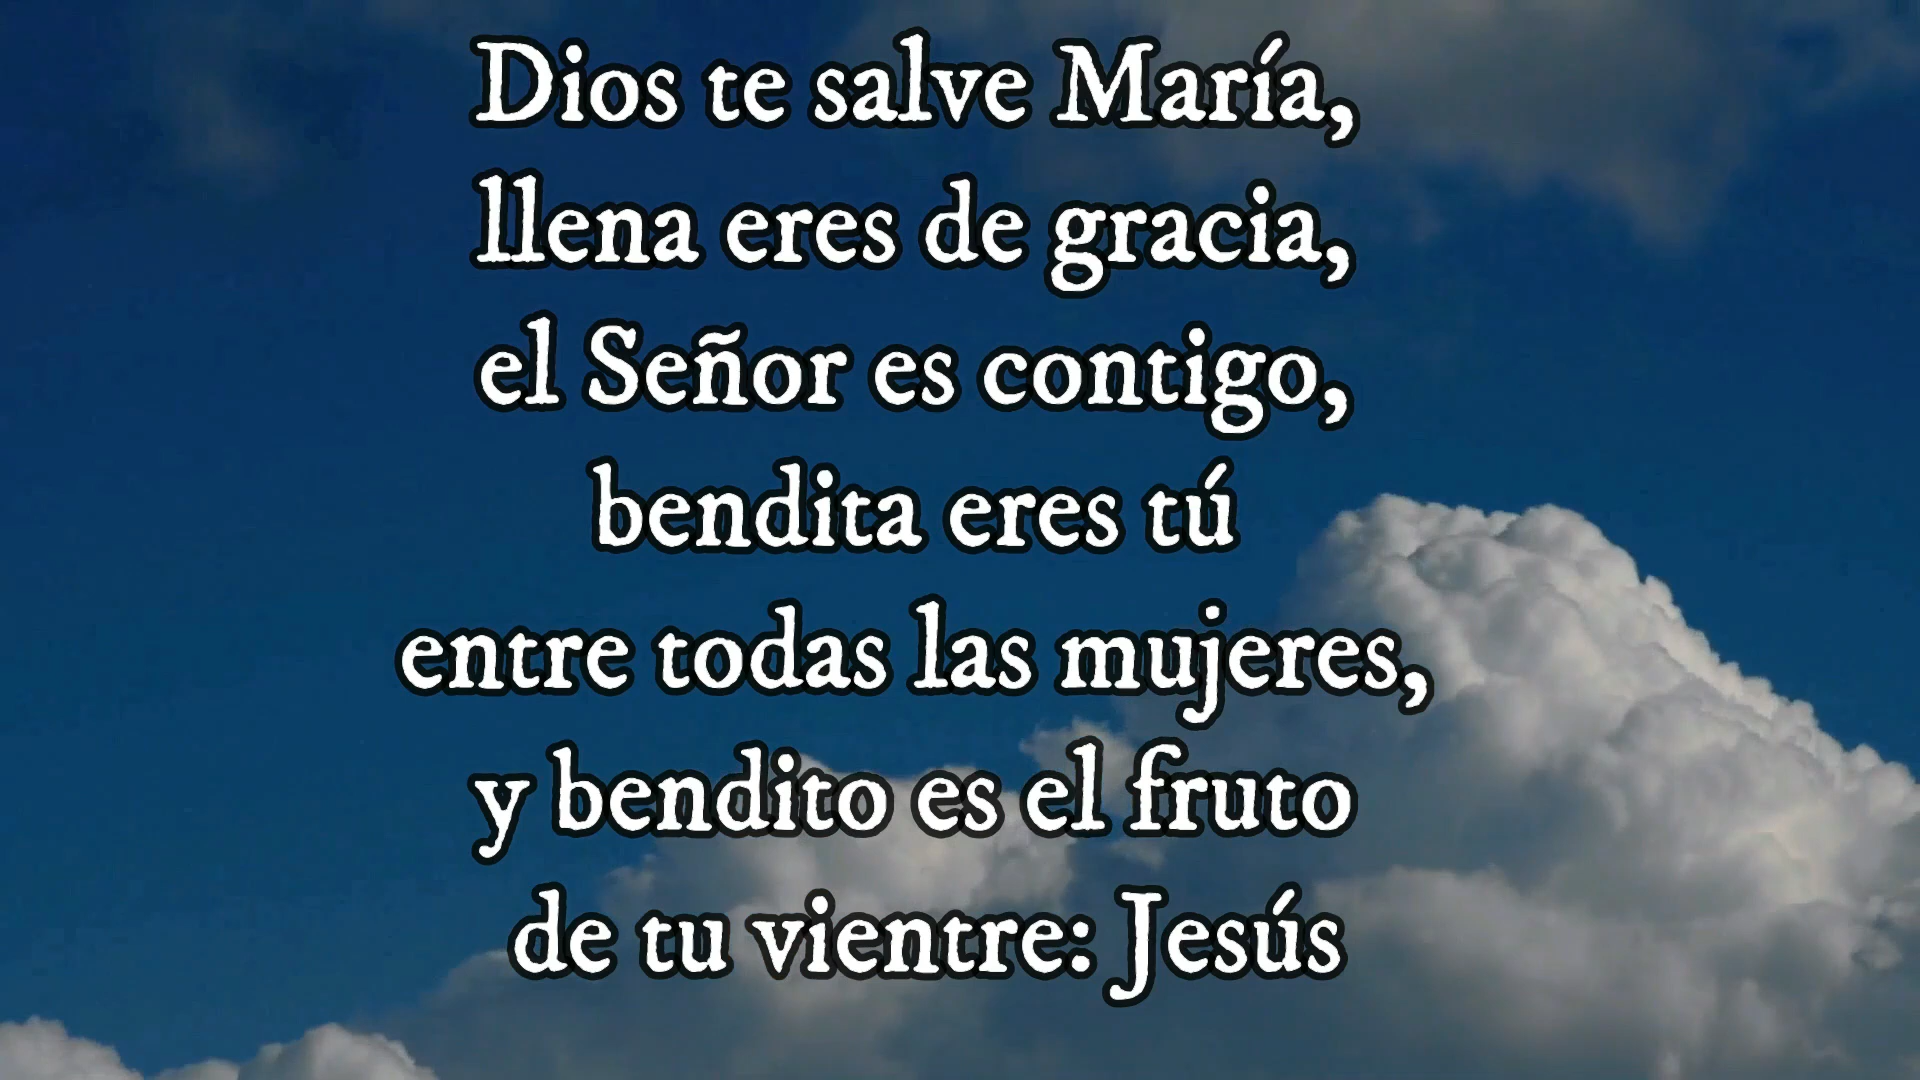 Dios te salve María,
llena eres de gracia,
el Señor es contigo,
bendita eres tú
entre todas las mujeres,
y bendito es el fruto
de tu vientre: Jesús